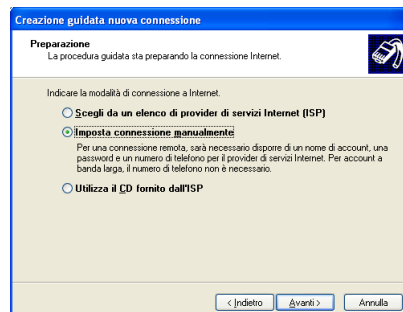 Creazione guidata nuova connessione
Preparazione
La procedura guidata sta preparando la connessione Internet.
Indicare la modalità di connessione a Internet.
Scegli da un elenco di provider di servizi Internet (ISP)
Imposta connessione manualmente
Per una connessione remota, sarà necessario disporre di un nome di account, una
password e un numero di telefono per il provider di servizi Internet. Per account a
banda larga, il numero di telefono non è necessario.
Utilizza il CD fornito dall'ISP
< Indietro Avanti > Annulla